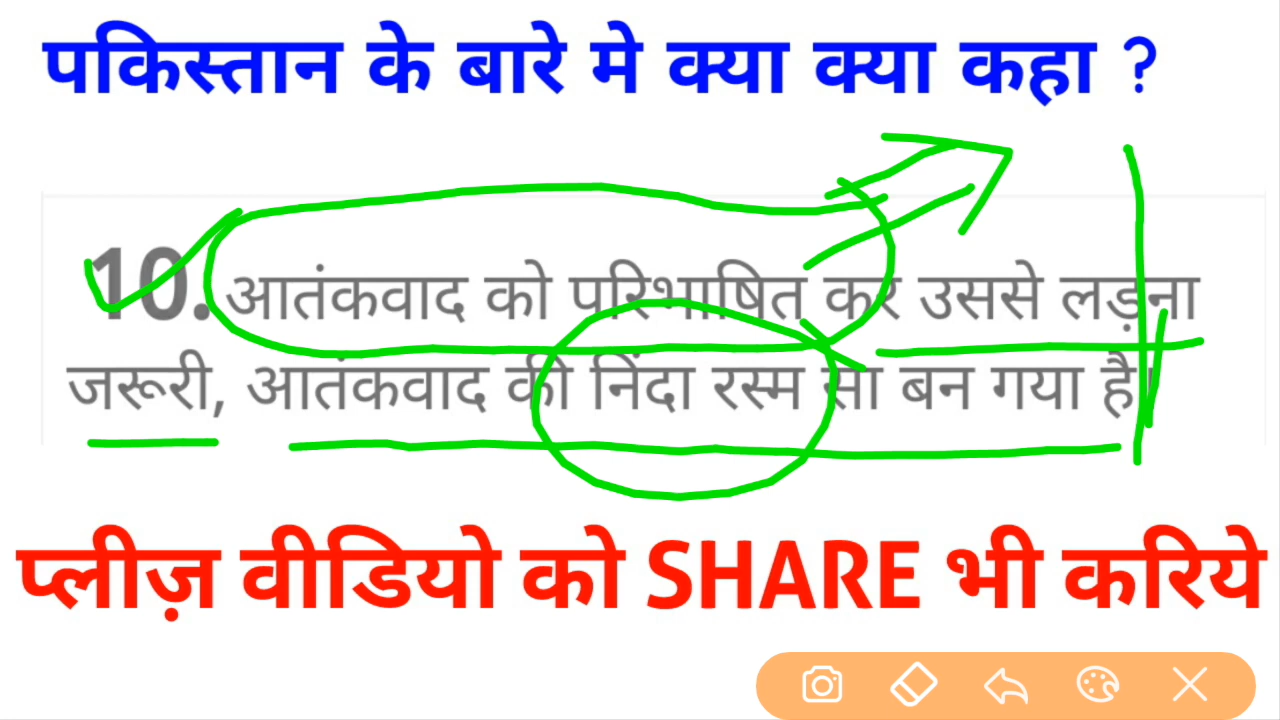 पकिस्तान के बारे मे क्या क्या कहा ?
10. आतंकवाद को परिभाषित कर उससे लड़ना
जरूरी, आतंकवाद की निंदा रस्म सा बन गया है।
प्लीज़ वीडियो को SHARE भी करिये